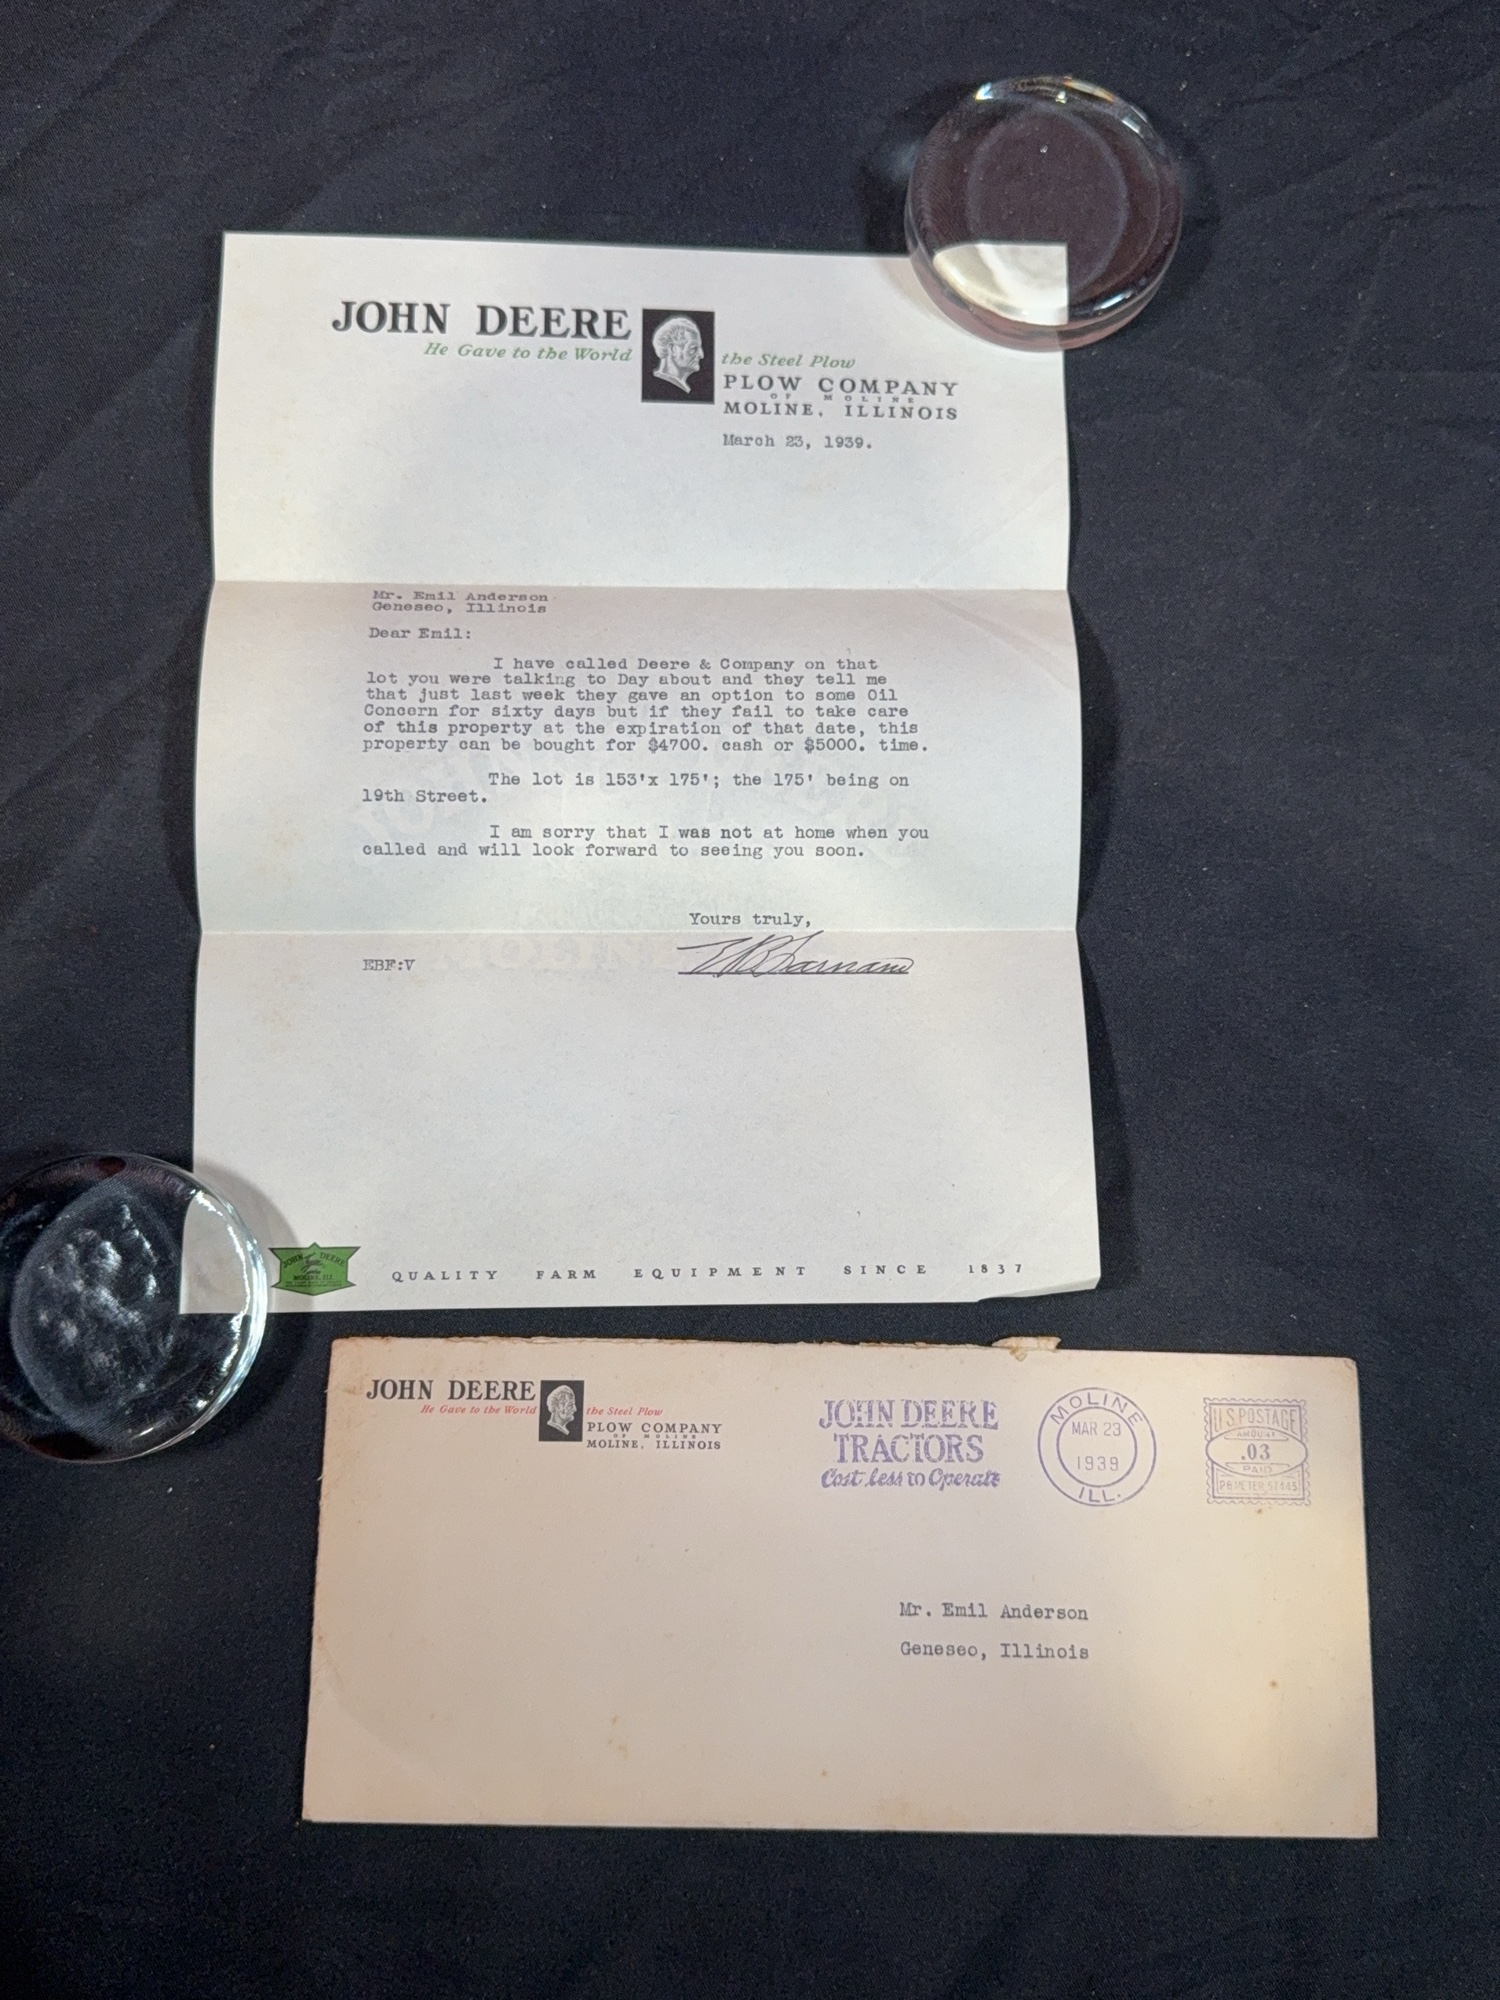 JOHN DEERE
He Gave to the World
the Steel Plow
PLOW COMPANY
OF MOLINE
MOLINE, ILLINOIS
March 23, 1939.
Mr. Emil Anderson
Geneseo, Illinois
Dear Emil:
I have called Deere & Company on that
lot you were talking to Day about and they tell me
that just last week they gave an option to some Oil
Concern for sixty days but if they fail to take care
of this property at the expiration of that date, this
property can be bought for $4700. cash or $5000. time.
The lot is 153'x 175'; the 175' being on
19th Street.
I am sorry that I was not at home when you
called and will look forward to seeing you soon.
Yours truly,
EBF:V
JOHN DEERE
MOLINE, ILL.
QUALITY FARM EQUIPMENT SINCE 1837
JOHN DEERE
He Gave to the World
the Steel Plow
PLOW COMPANY
OF MOLINE
MOLINE, ILLINOIS
JOHN DEERE
TRACTORS
Cost less to Operate
MOLINE
MAR 23
1939
ILL.
U.S. POSTAGE
AMOUNT
.03
PAID
PB METER
Mr. Emil Anderson
Geneseo, Illinois